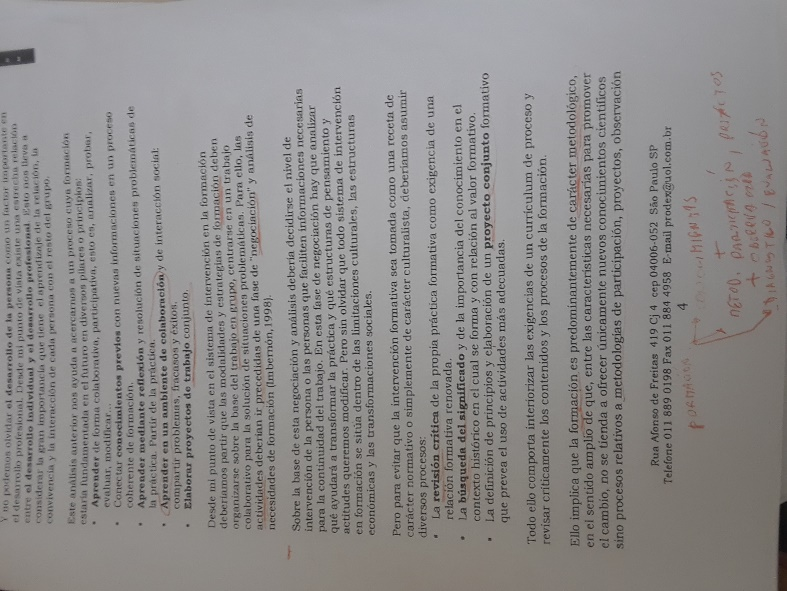 Y no podemos olvidar el desarrollo de la persona como un factor importante en
el desarrollo profesional. Desde mi punto de vista existe una estrecha relación
entre el desarrollo individual y el desarrollo profesional. Esto nos lleva a
considerar la gran importancia que tiene el aprendizaje de la relación, la
convivencia y la interacción de cada persona con el resto del grupo.
Este análisis anterior nos ayuda a acercarnos a un proceso cuya formación
estaría fundamentada en el futuro en diversos pilares o principios:
• Aprender de forma colaborativa, participativa, esto es, analizar, probar,
evaluar, modificar...
• Conectar conocimientos previos con nuevas informaciones en un proceso
coherente de formación.
• Aprender mediante la reflexión y resolución de situaciones problemáticas de
la práctica. Partir de la práctica.
• Aprender en un ambiente de colaboración y de interacción social:
compartir problemas, fracasos y éxitos.
• Elaborar proyectos de trabajo conjunto.
Desde mi punto de vista en el sistema de intervención en la formación
deberíamos partir que las modalidades y estrategias de formación deben
organizarse sobre la base del trabajo en grupo, centrarse en un trabajo
colaborativo para la solución de situaciones problemáticas. Para ello, las
actividades deberían ir precedidas de una fase de "negociación" y análisis de
necesidades de formación (Imbernón, 1998).
Sobre la base de esta negociación y análisis debería decidirse el nivel de
intervención de la persona o las personas que faciliten informaciones necesarias
para la continuidad del trabajo. En esta fase de negociación hay que analizar
qué ayudará a transformar la práctica y qué estructuras de pensamiento y
actitudes queremos modificar. Pero sin olvidar que todo sistema de intervención
en formación se sitúa dentro de las limitaciones culturales, las estructuras
económicas y las transformaciones sociales.
Pero para evitar que la intervención formativa sea tomada como una receta de
carácter normativo o simplemente de carácter culturalista, deberíamos asumir
diversos procesos:
• La revisión crítica de la propia práctica formativa como exigencia de una
relación formativa renovada.
• La búsqueda del significado y de la importancia del conocimiento en el
contexto histórico en el cual se forma y con relación al valor formativo.
• La definición de principios y elaboración de un proyecto conjunto formativo
que prevea el uso de actividades más adecuadas.
Todo ello comporta interiorizar las exigencias de un curriculum de proceso y
revisar críticamente los contenidos y los procesos de la formación.
Ello implica que la formación es predominantemente de carácter metodológico,
en el sentido amplio de que, entre las características necesarias para promover
el cambio, no se tienda a ofrecer únicamente nuevos conocimientos científicos
sino procesos relativos a metodologías de participación, proyectos, observación
Rua Afonso de Freitas 419 Cj 4 cep 04006-052 São Paulo SP
Telefone 011 889 0198 Fax 011 884 4958 E-mail prodex@uol.com.br
4
METOD PARTICIPACIÓN / PROYECTOS
+ OBSERVACIÓN
DIAGNÓSTICO / EVALUACIÓN